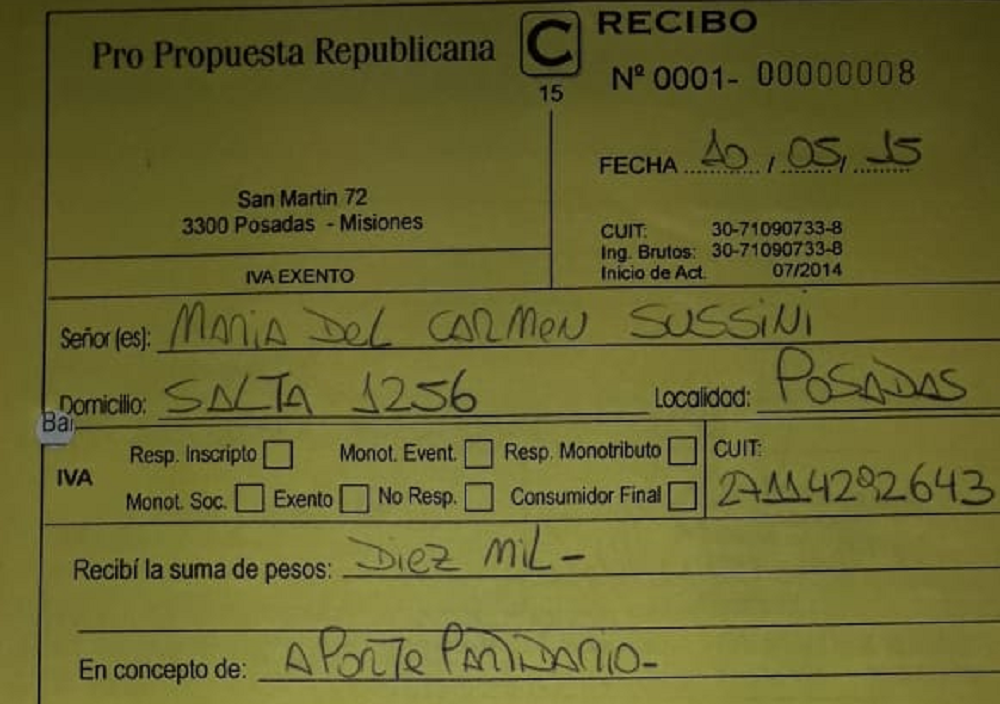 Pro Propuesta Republicana
C
15
RECIBO
Nº 0001- 00000008
FECHA 10 / 05 / 15
San Martin 72
3300 Posadas - Misiones
CUIT: 30-71090733-8
Ing. Brutos: 30-71090733-8
Inicio de Act. 07/2014
IVA EXENTO
Señor (es): MARIA DEL CARMEN SUSSINI
Domicilio: SALTA 1256 Localidad: POSADAS
Bar
IVA
Resp. Inscripto Monot. Event. Resp. Monotributo
Monot. Soc. Exento No Resp. Consumidor Final
CUIT:
27114292643
Recibí la suma de pesos: Diez MIL -
En concepto de: APORTE PARTIDARIO -